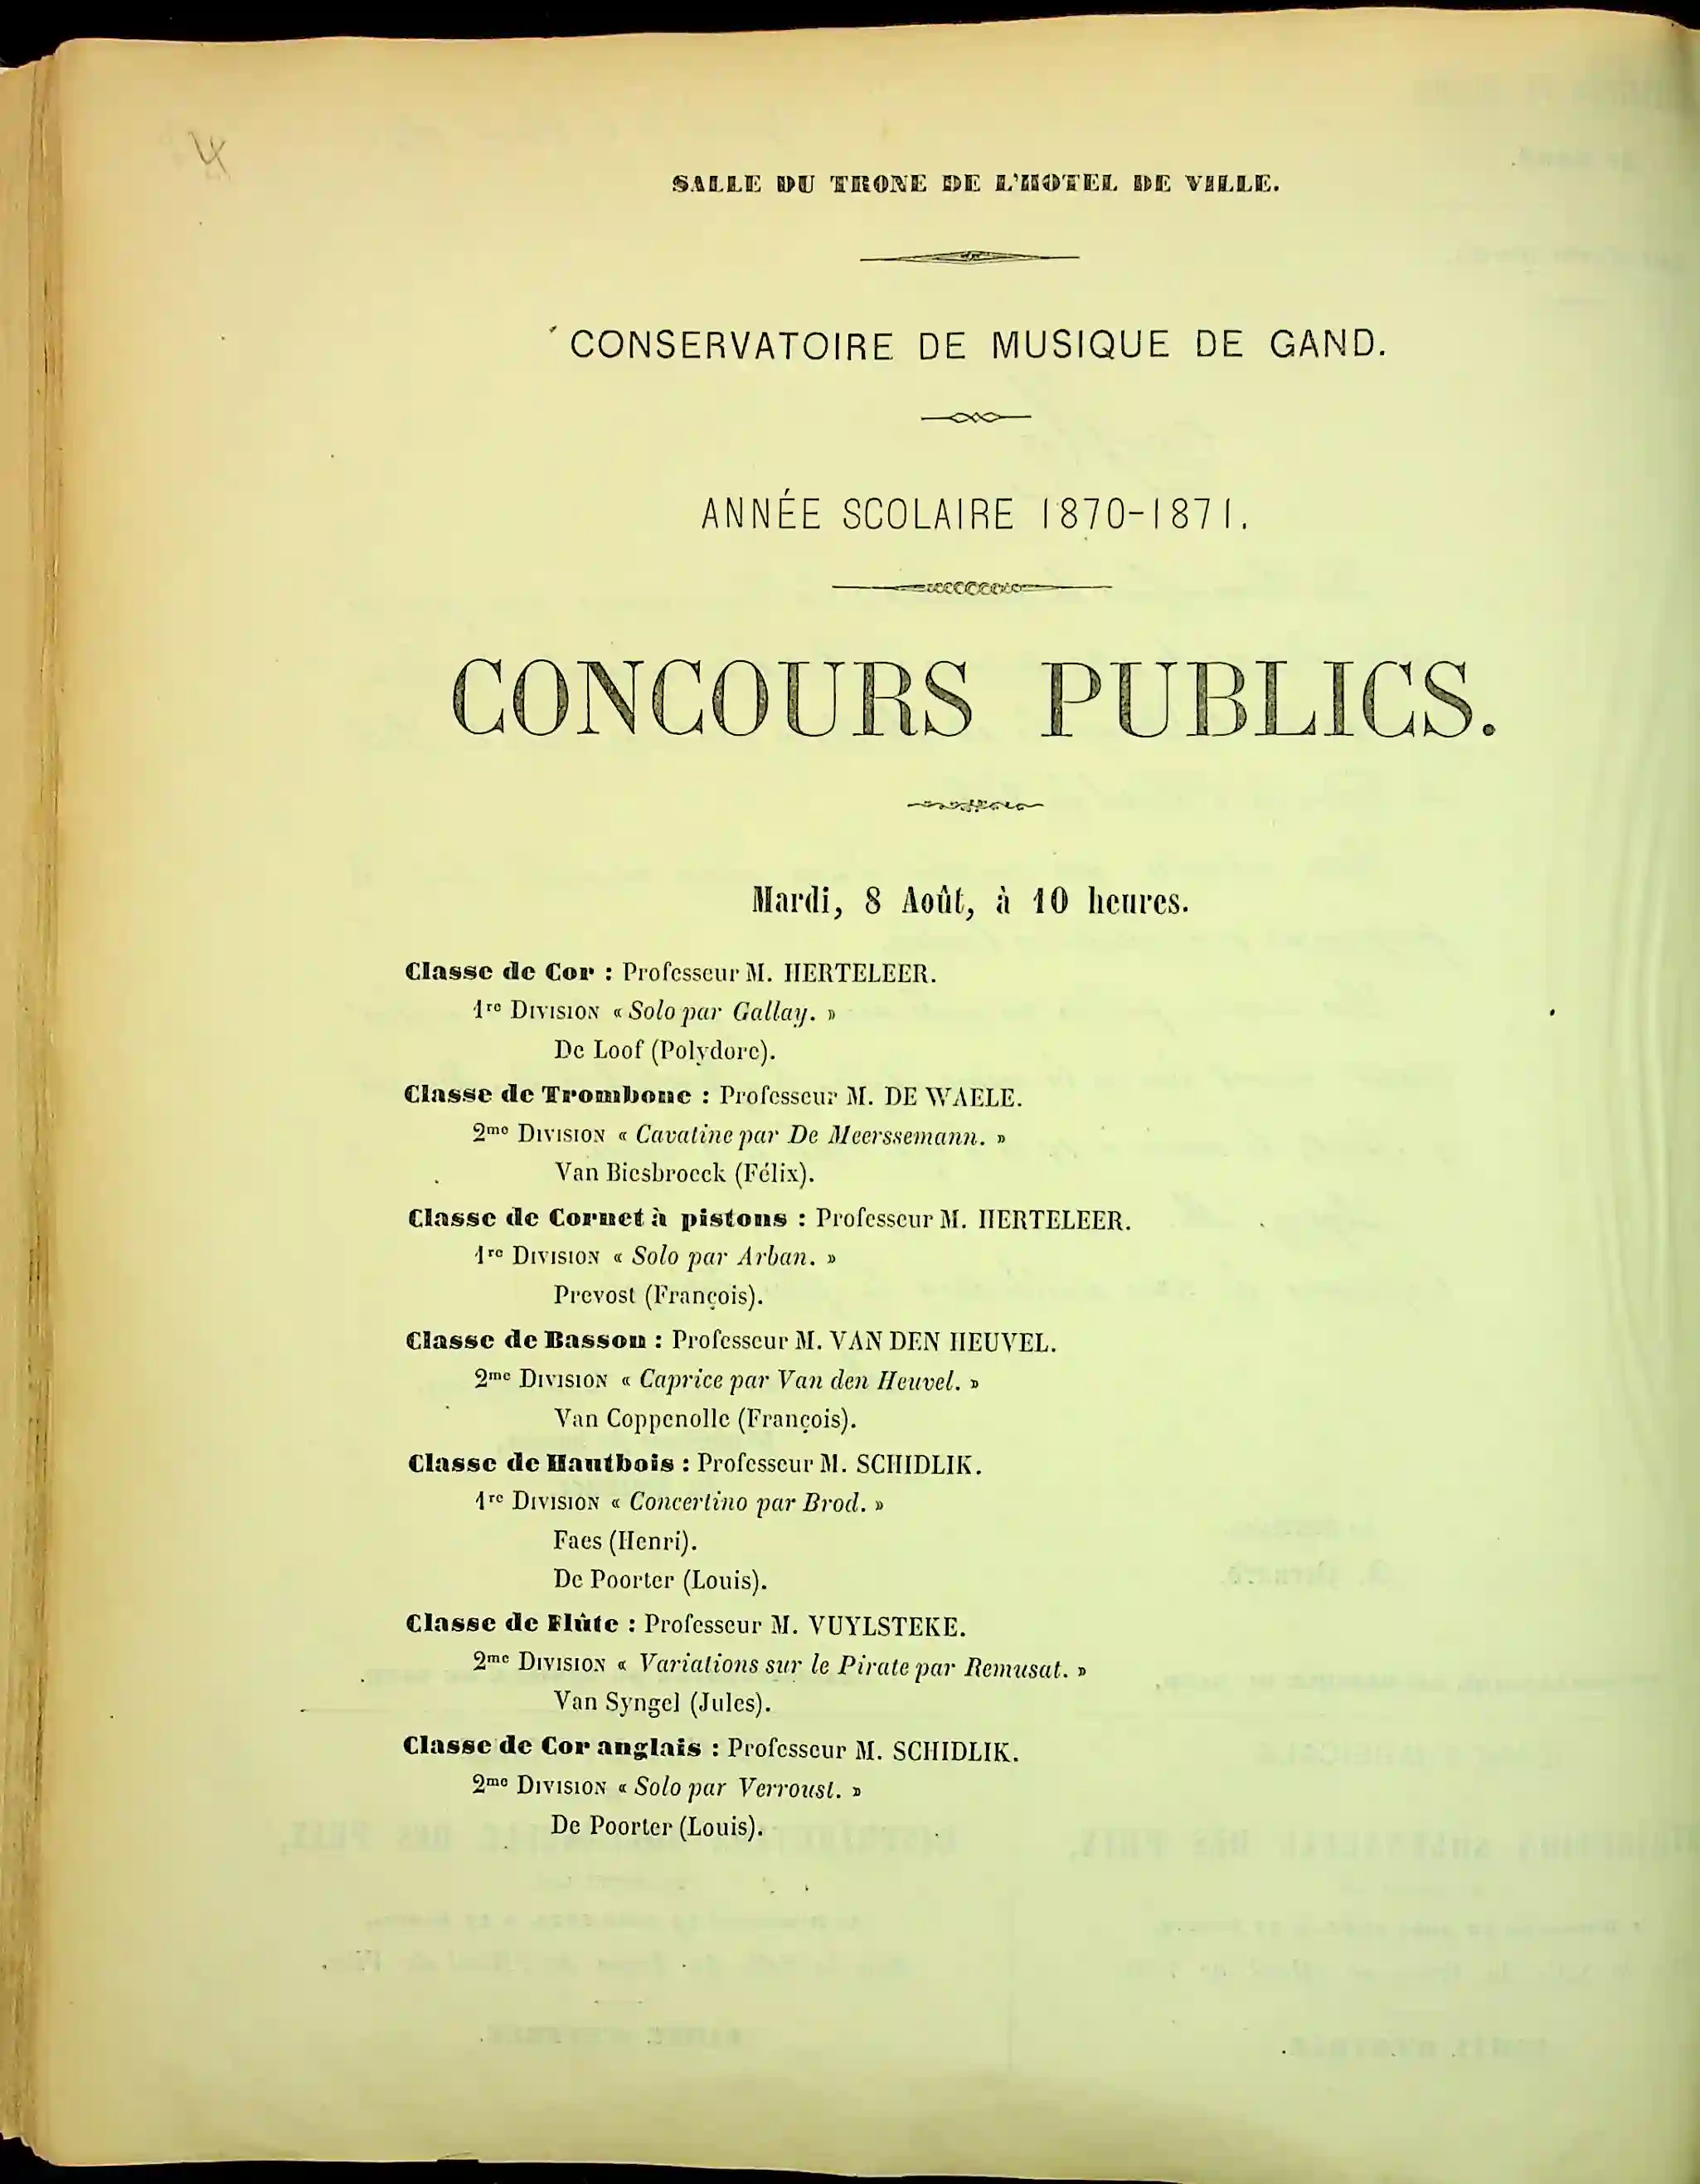 SALLE DU TRONE DE L'HOTEL DE VILLE.
CONSERVATOIRE DE MUSIQUE DE GAND.
ANNÉE SCOLAIRE 1870-1871.
CONCOURS PUBLICS.
Mardi, 8 Août, à 10 heures.
Classe de Cor : Professeur M. HERTELEER.
1re DIVISION « Solo par Gallay. »
De Loof (Polydore).
Classe de Trombone : Professeur M. DE WAELE.
2me DIVISION « Cavatine par De Meerssemann. »
Van Biesbroeck (Félix).
Classe de Cornet à pistons : Professeur M. HERTELEER.
1re DIVISION « Solo par Arban. »
Prevost (François).
Classe de Basson : Professeur M. VAN DEN HEUVEL.
2me DIVISION « Caprice par Van den Heuvel. »
Van Coppenolle (François).
Classe de Hautbois : Professeur M. SCHIDLIK.
1re DIVISION « Concertino par Brod. »
Faes (Henri).
De Poorter (Louis).
Classe de Flûte : Professeur M. VUYLSTEKE.
2me DIVISION « Variations sur le Pirate par Remusat. »
Van Syngel (Jules).
Classe de Cor anglais : Professeur M. SCHIDLIK.
2me DIVISION « Solo par Verroust. »
De Poorter (Louis).